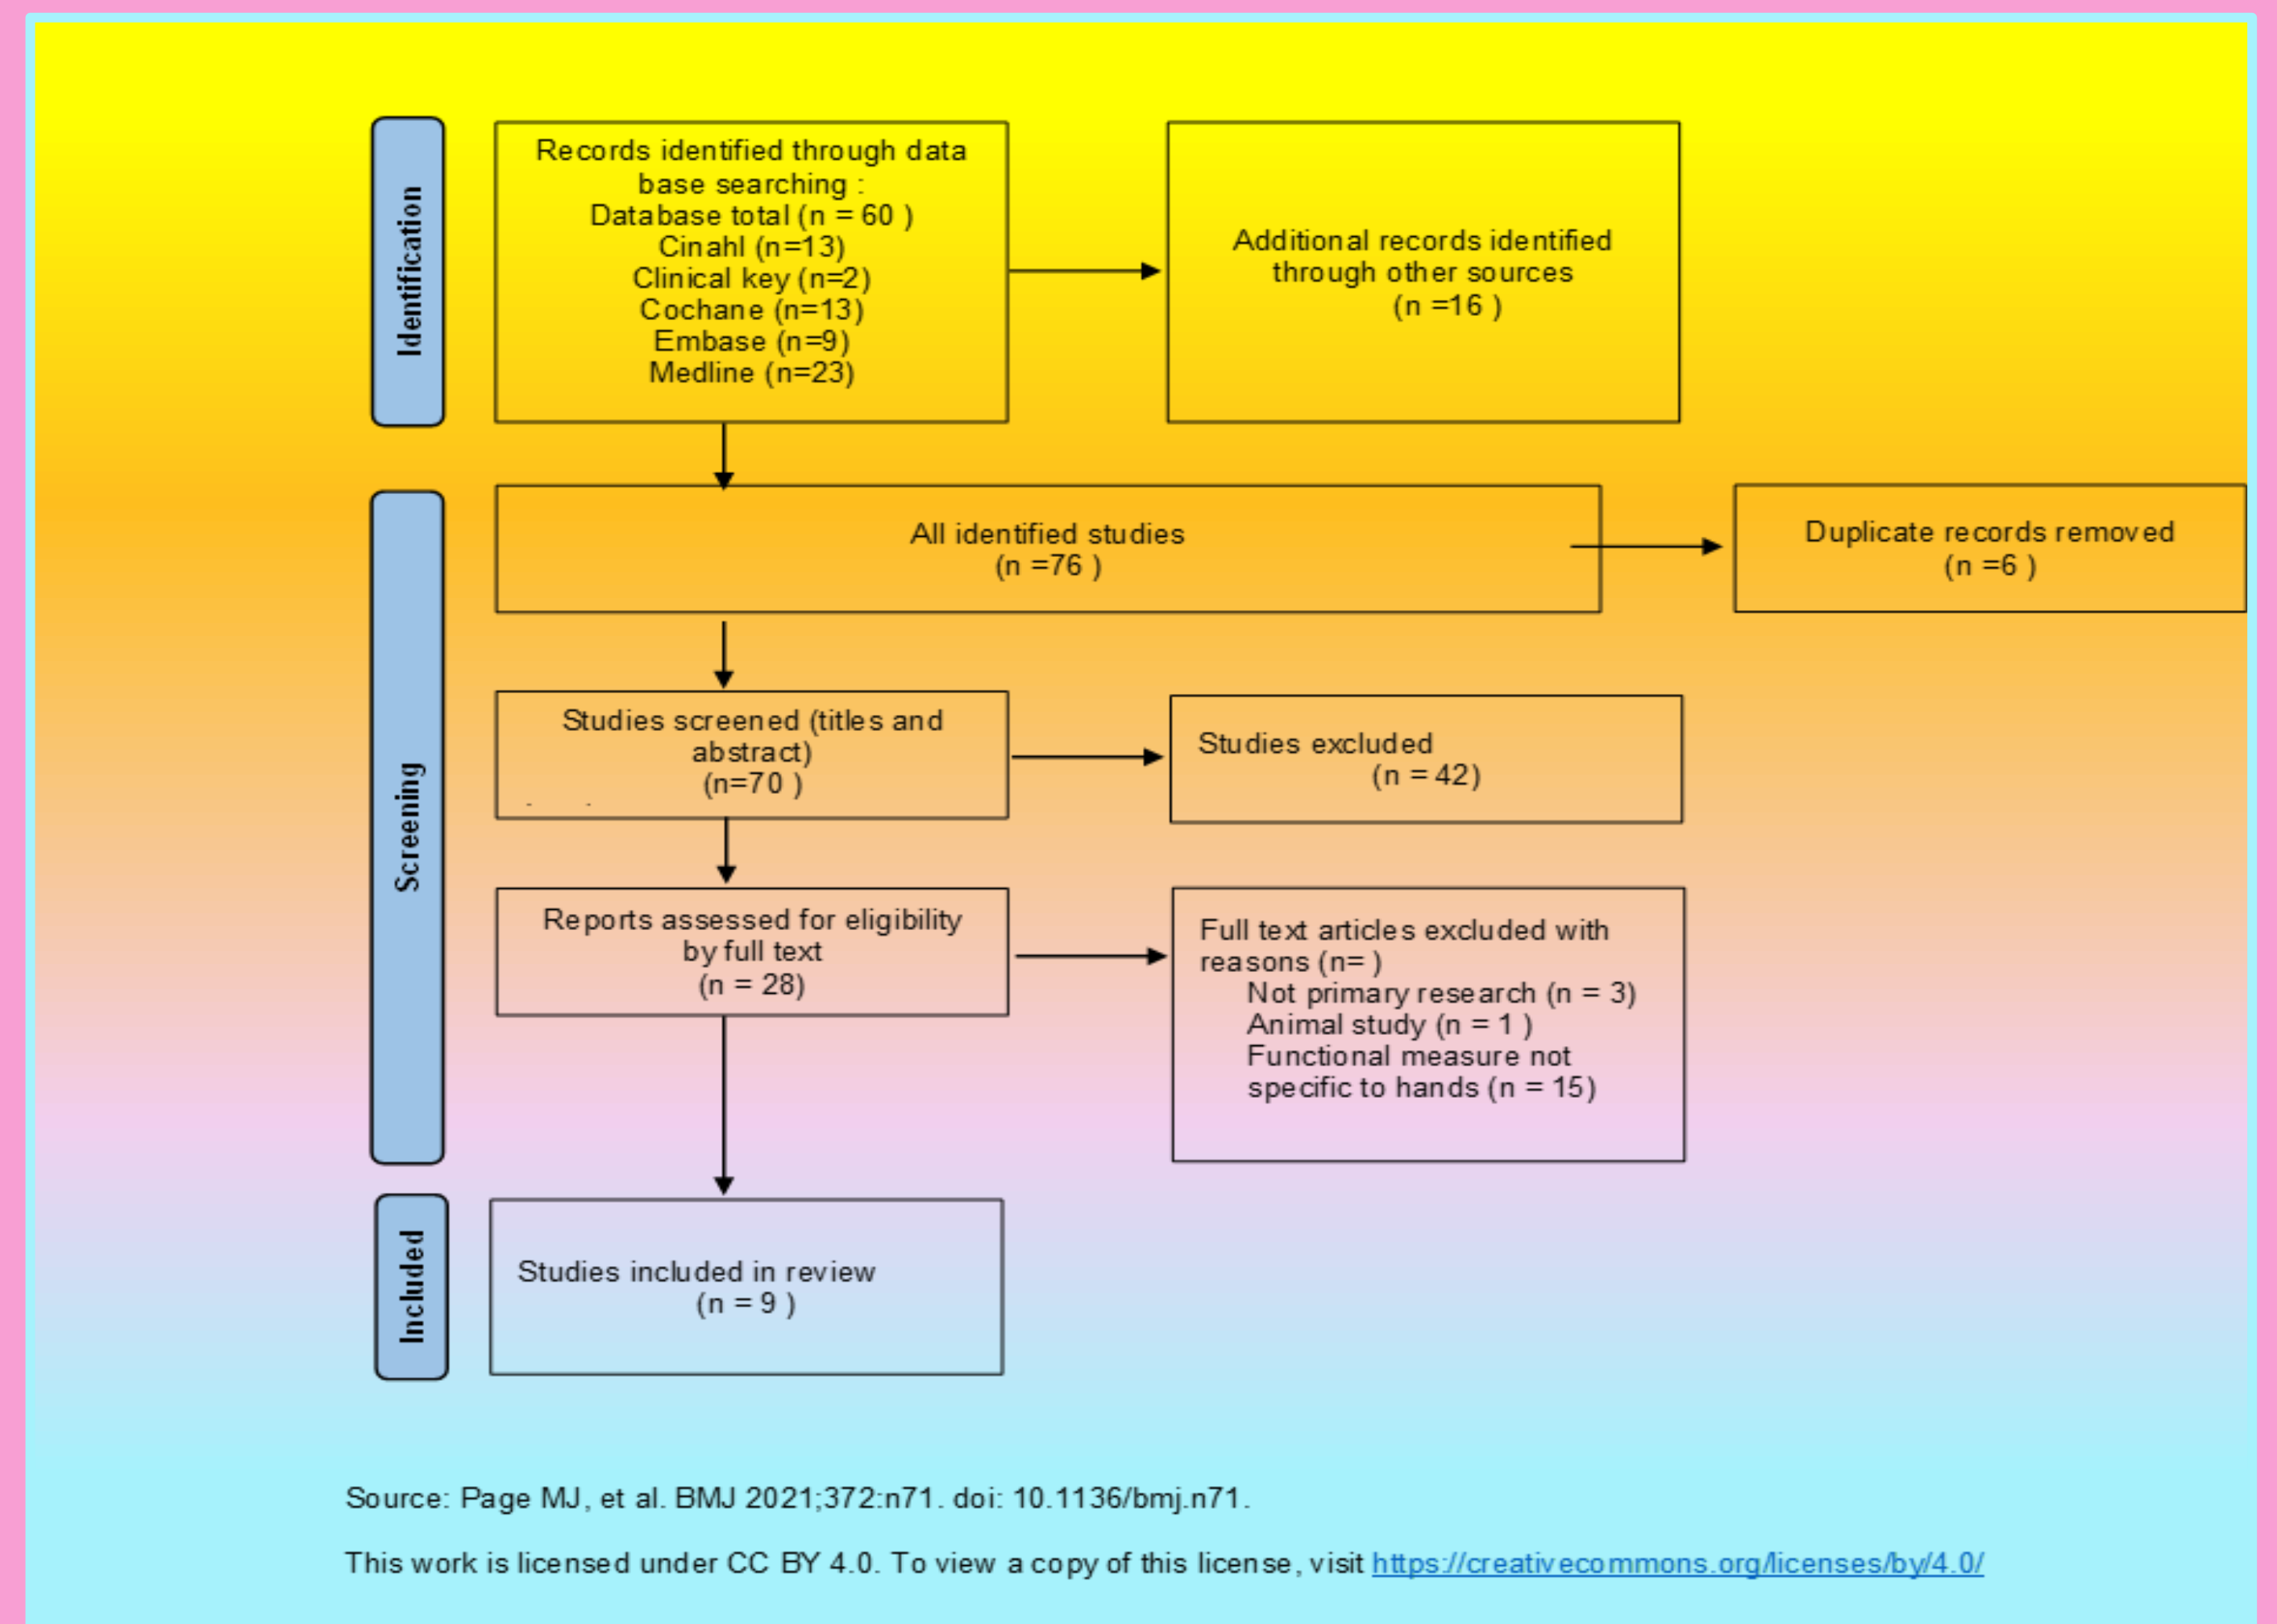 Identification
Records identified through data
base searching :
Database total (n = 60 )
Cinahl (n=13)
Clinical key (n=2)
Cochane (n=13)
Embase (n=9)
Medline (n=23)
Additional records identified
through other sources
(n =16 )
Screening
All identified studies
(n =76 )
Duplicate records removed
(n =6 )
Studies screened (titles and
abstract)
(n=70 )
Studies excluded
(n = 42)
Reports assessed for eligibility
by full text
(n = 28)
Full text articles excluded with
reasons (n= )
Not primary research (n = 3)
Animal study (n = 1 )
Functional measure not
specific to hands (n = 15)
Included
Studies included in review
(n = 9 )
Source: Page MJ, et al. BMJ 2021;372:n71. doi: 10.1136/bmj.n71.
This work is licensed under CC BY 4.0. To view a copy of this license, visit https://creativecommons.org/licenses/by/4.0/